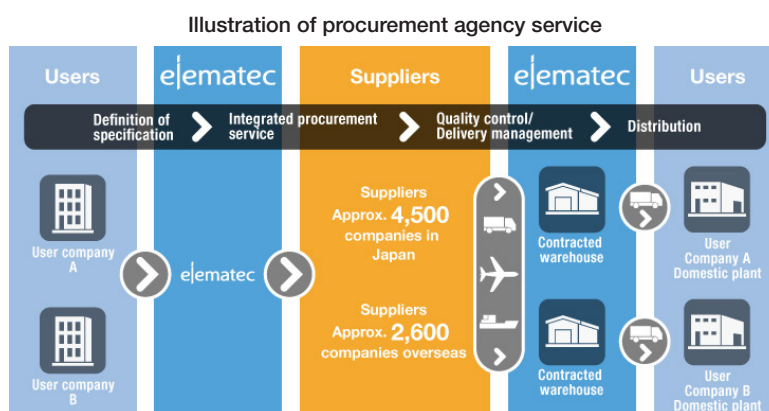 Illustration of procurement agency service
Users
elematec
Suppliers
elematec
Users
Definition of
specification
Integrated procurement
service
Quality control/
Delivery management
Distribution
User company
A
User company
B
elematec
Suppliers
Approx. 4,500
companies in
Japan
Suppliers
Approx. 2,600
companies overseas
Contracted
warehouse
Contracted
warehouse
User
Company A
Domestic plant
User
Company B
Domestic plant